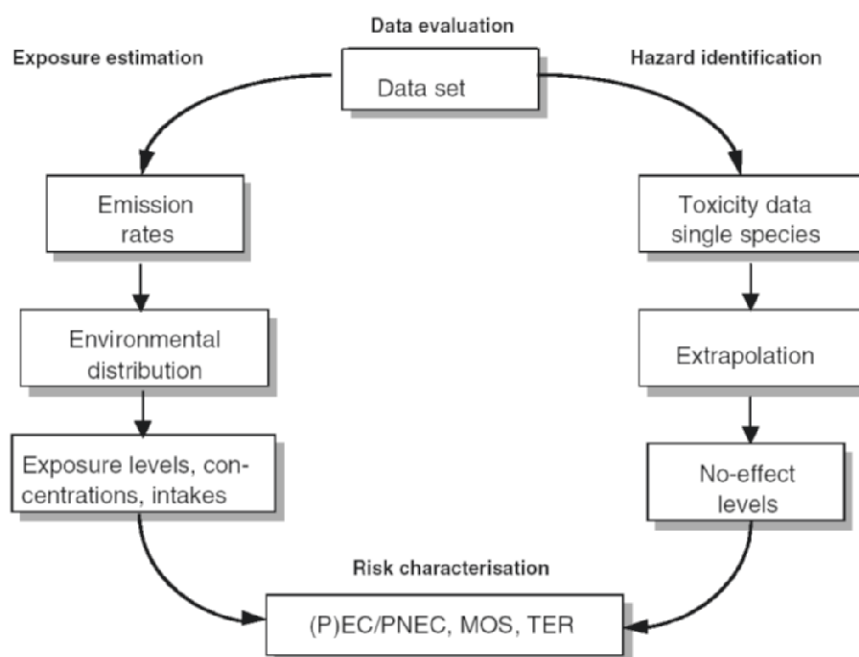 Data evaluation
Exposure estimation
Hazard identification
Data set
Emission
rates
Toxicity data
single species
Environmental
distribution
Extrapolation
Exposure levels, con-
centrations, intakes
No-effect
levels
Risk characterisation
(P)EC/PNEC, MOS, TER